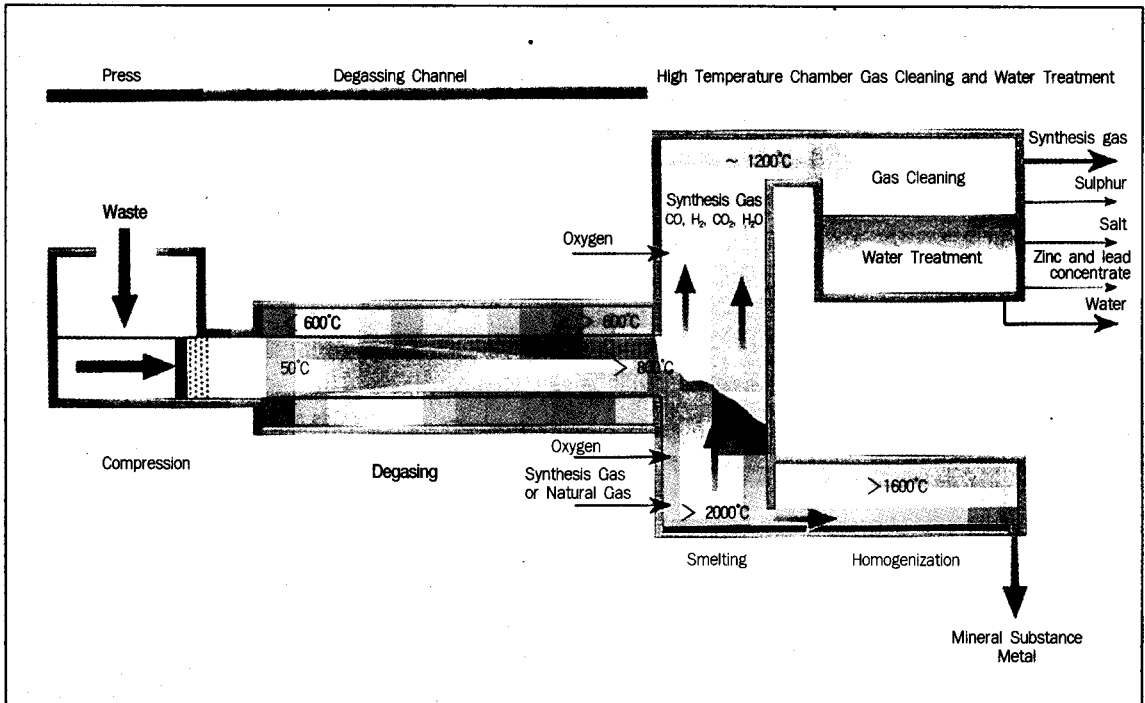 Press
Degassing Channel
High Temperature Chamber Gas Cleaning and Water Treatment
Waste
Oxygen
~ 1200°C
Synthesis Gas
CO, H₂, CO₂, H₂O
Gas Cleaning
Water Treatment
Synthesis gas
Sulphur
Salt
Zinc and lead
concentrate
Water
600°C
> 600°C
50°C
> 800°C
Compression
Degasing
Oxygen
Synthesis Gas
or Natural Gas
> 2000°C
>1600°C
Smelting
Homogenization
Mineral Substance
Metal